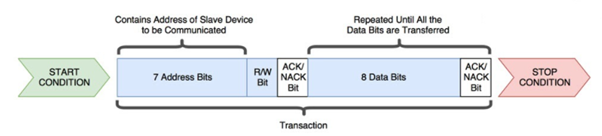 Contains Address of Slave Device
to be Communicated
Repeated Until All the
Data Bits are Transferred
START
CONDITION
7 Address Bits
R/W
Bit
ACK/
NACK
Bit
8 Data Bits
ACK/
NACK
Bit
STOP
CONDITION
Transaction